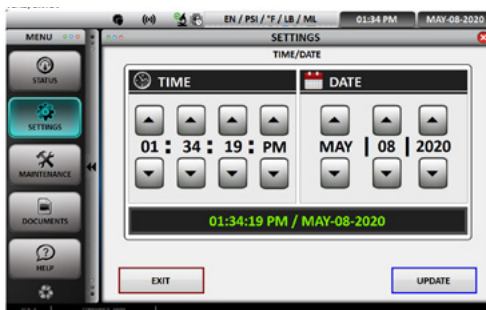 EN / PSI / °F / LB / ML
01:34 PM
MAY-08-2020
MENU
SETTINGS
TIME/DATE
STATUS
SETTINGS
MAINTENANCE
DOCUMENTS
HELP
TIME
DATE
01 : 34 : 19 : PM
MAY | 08 | 2020
01:34:19 PM / MAY-08-2020
EXIT
UPDATE